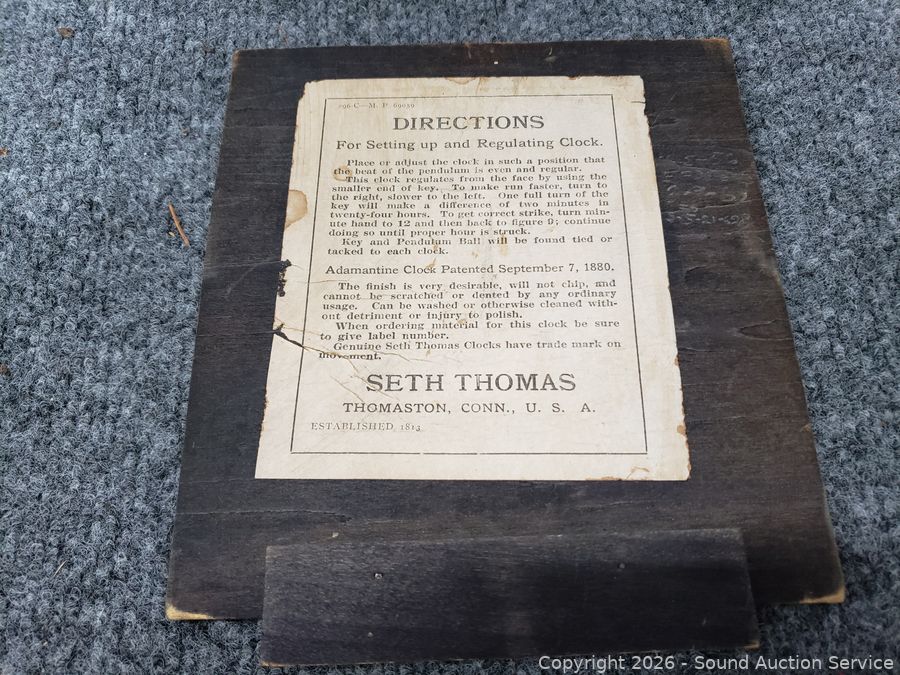 296-C—M. P. 69039
DIRECTIONS
For Setting up and Regulating Clock.
Place or adjust the clock in such a position that
the beat of the pendulum is even and regular.
This clock regulates from the face by using the
smaller end of key. To make run faster, turn to
the right, slower to the left. One full turn of the
key will make a difference of two minutes in
twenty-four hours. To get correct strike, turn min-
ute hand to 12 and then back to figure 9; continue
doing so until proper hour is struck.
Key and Pendulum Ball will be found tied or
tacked to each clock.
Adamantine Clock Patented September 7, 1880.
The finish is very desirable, will not chip, and
cannot be scratched or dented by any ordinary
usage. Can be washed or otherwise cleaned with-
out detriment or injury to polish.
When ordering material for this clock be sure
to give label number.
Genuine Seth Thomas Clocks have trade mark on
movement.
SETH THOMAS
THOMASTON, CONN., U. S. A.
ESTABLISHED 1813
Copyright 2026 - Sound Auction Service